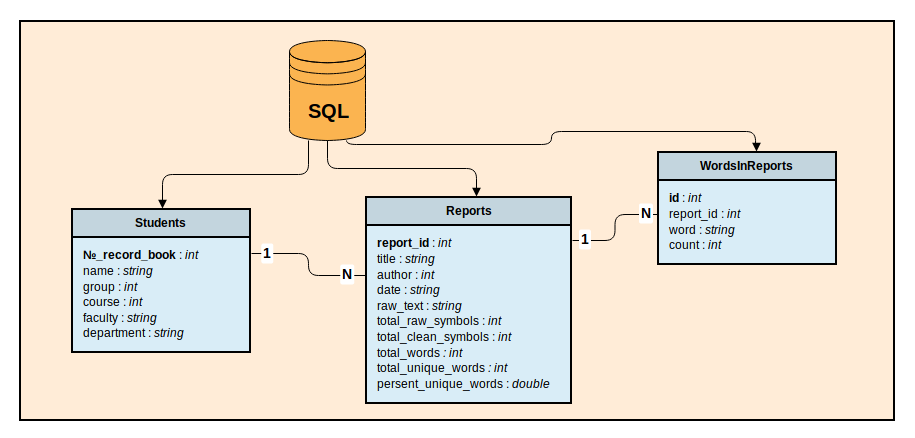 SQL
Students
№_record_book : int
name : string
group : int
course : int
faculty : string
department : string
1
N
Reports
report_id : int
title : string
author : int
date : string
raw_text : string
total_raw_symbols : int
total_clean_symbols : int
total_words : int
total_unique_words : int
persent_unique_words : double
1
N
WordsInReports
id : int
report_id : int
word : string
count : int